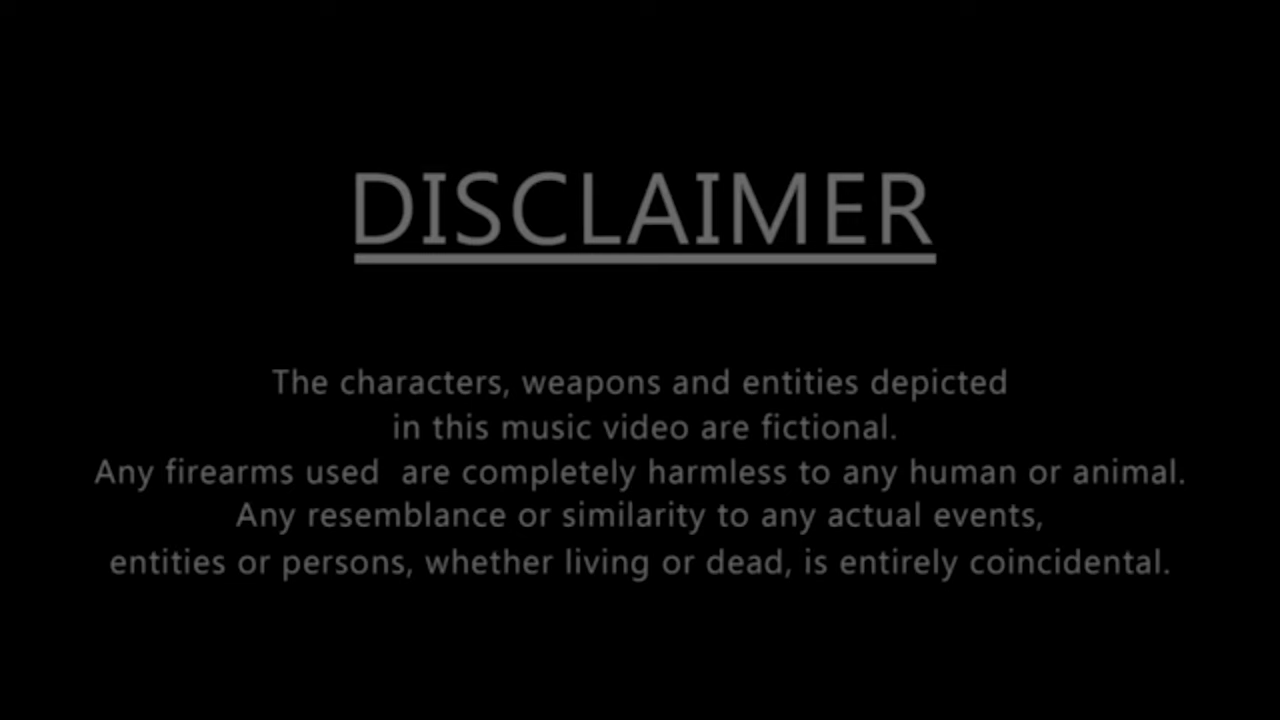 DISCLAIMER
The characters, weapons and entities depicted
in this music video are fictional.
Any firearms used  are completely harmless to any human or animal.
Any resemblance or similarity to any actual events,
entities or persons, whether living or dead, is entirely coincidental.